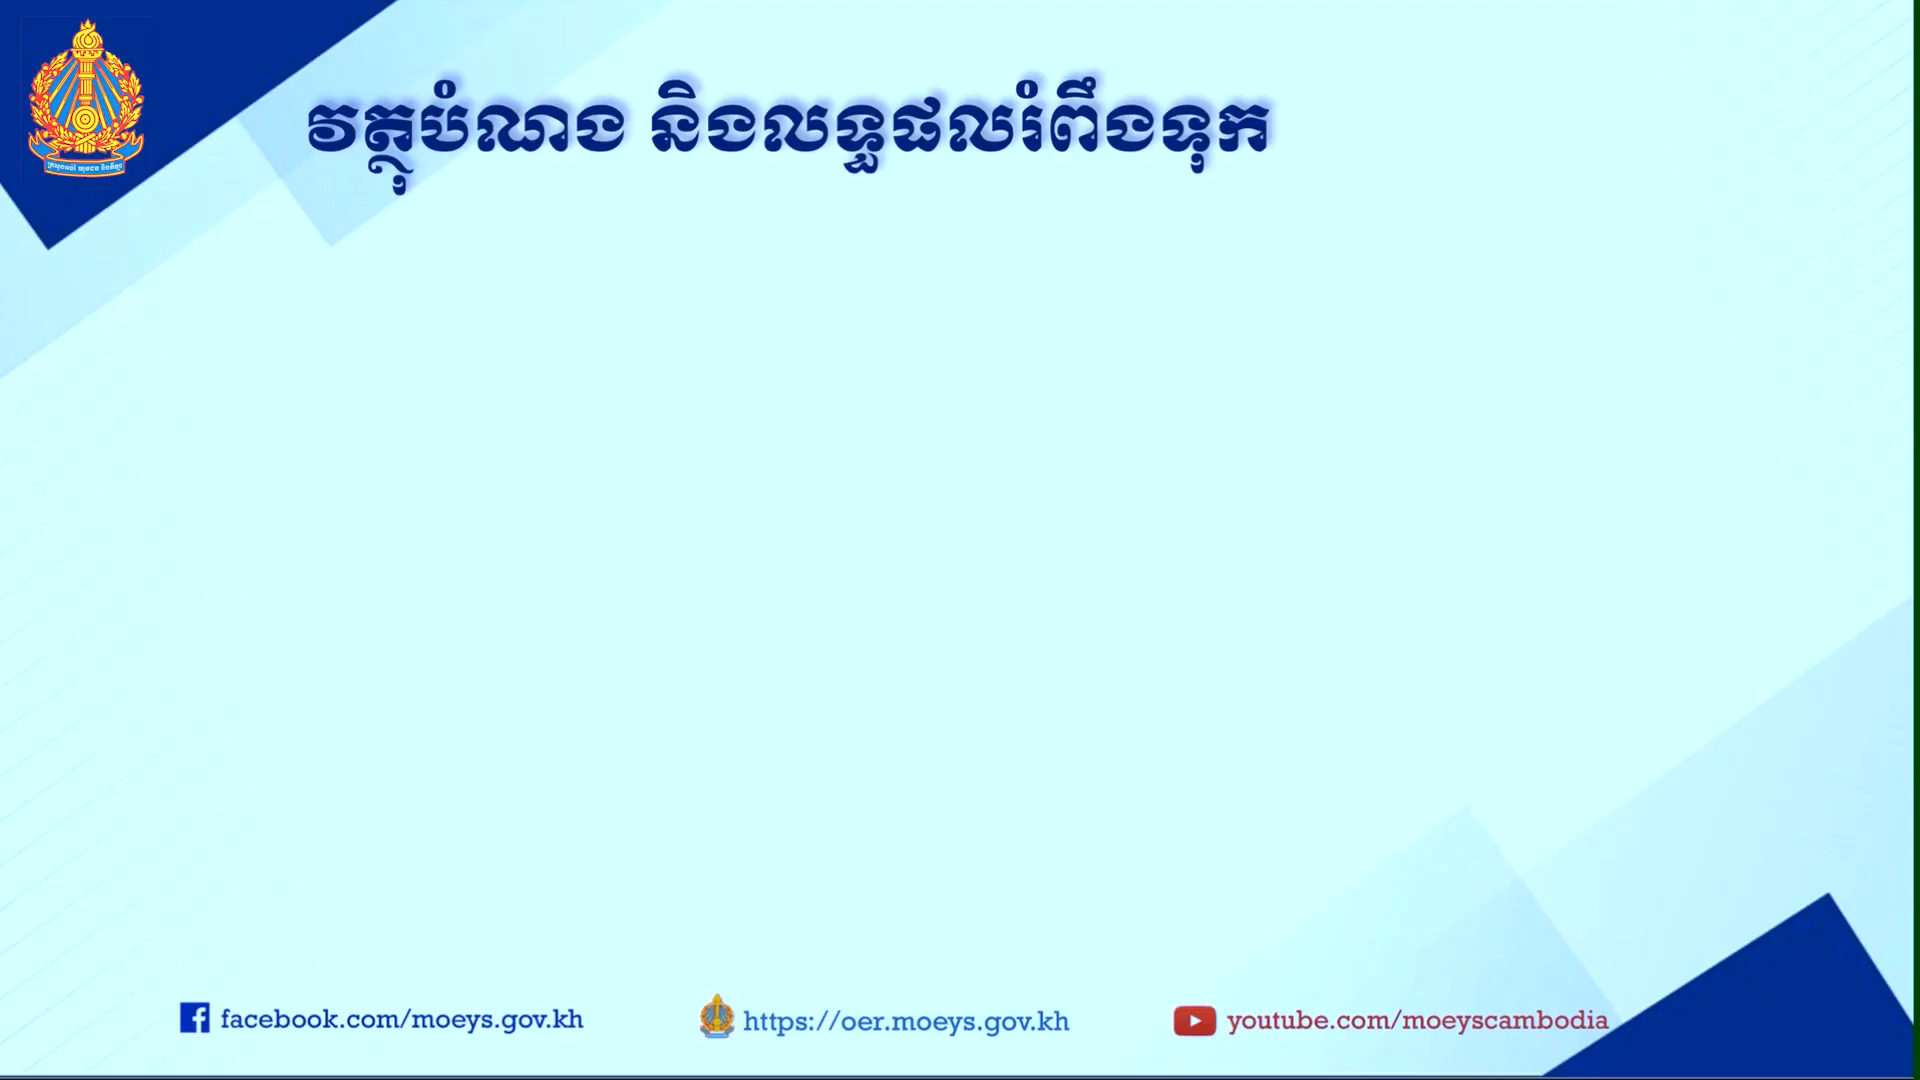 វត្ថុបំណង និងលទ្ធផលរំពឹងទុក
facebook.com/moeys.gov.kh
https://oer.moeys.gov.kh
youtube.com/moeyscambodia